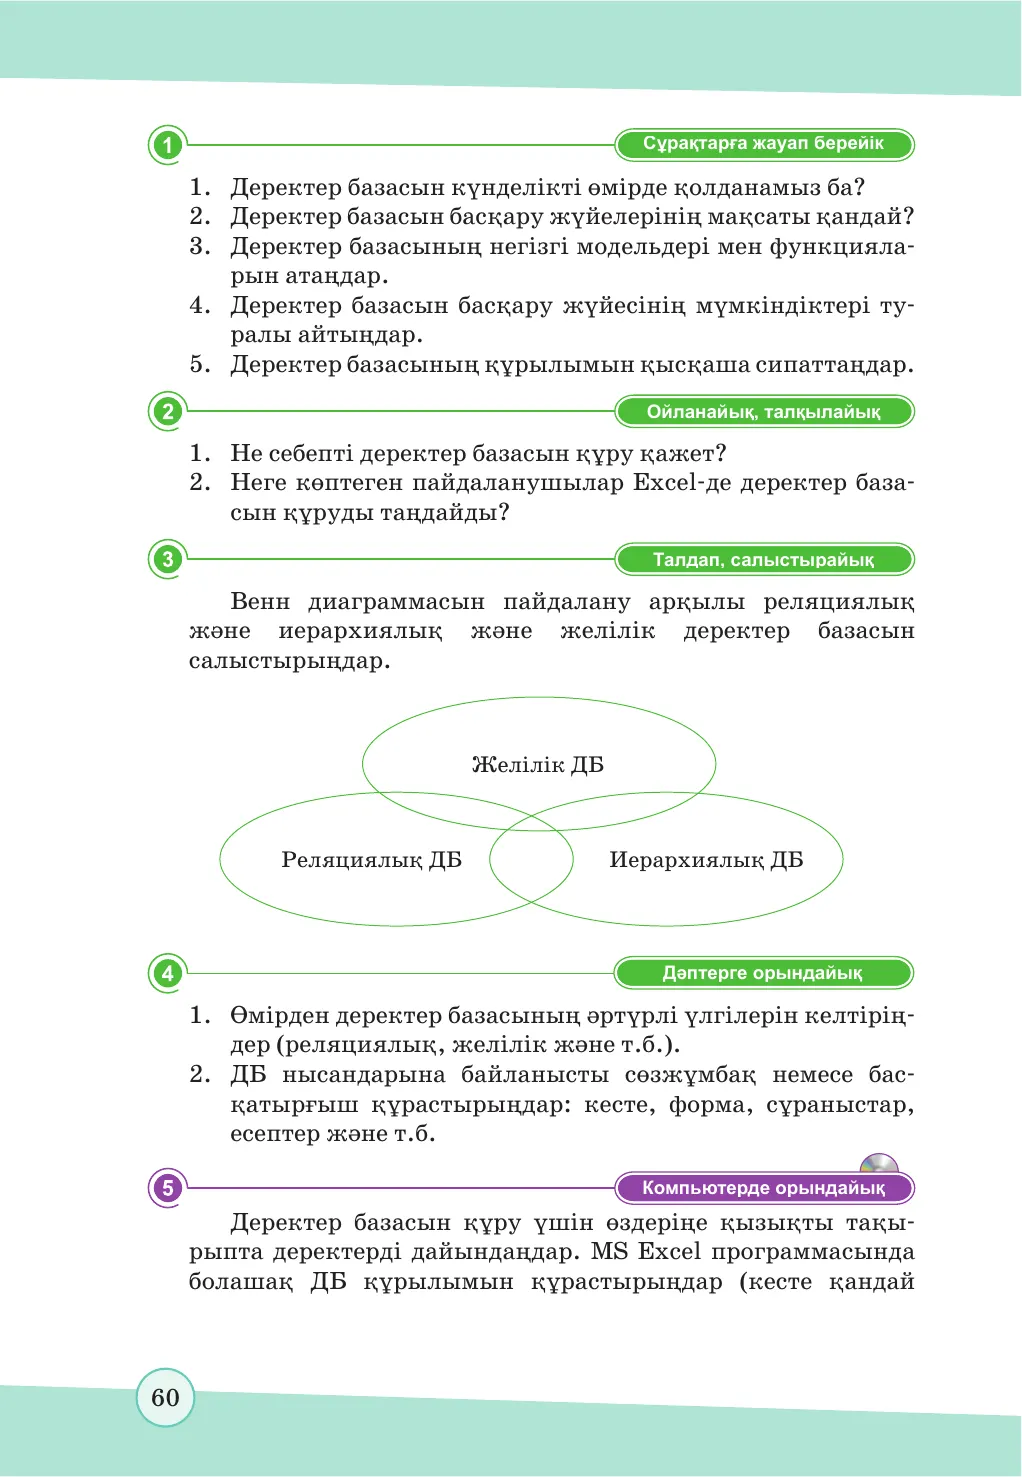 1 Сұрақтарға жауап берейік
1. Деректер базасын күнделікті өмірде қолданамыз ба?
2. Деректер базасын басқару жүйелерінің мақсаты қандай?
3. Деректер базасының негізгі модельдері мен функцияла-
рын атаңдар.
4. Деректер базасын басқару жүйесінің мүмкіндіктері ту-
ралы айтыңдар.
5. Деректер базасының құрылымын қысқаша сипаттаңдар.
2 Ойланайық, талқылайық
1. Не себепті деректер базасын құру қажет?
2. Неге көптеген пайдаланушылар Excel-де деректер база-
сын құруды таңдайды?
3 Талдап, салыстырайық
Венн диаграммасын пайдалану арқылы реляциялық
және иерархиялық және желілік деректер базасын
салыстырыңдар.
Желілік ДБ
Реляциялық ДБ
Иерархиялық ДБ
4 Дәптерге орындайық
1. Өмірден деректер базасының әртүрлі үлгілерін келтірің-
дер (реляциялық, желілік және т.б.).
2. ДБ нысандарына байланысты сөзжұмбақ немесе бас-
қатырғыш құрастырыңдар: кесте, форма, сұраныстар,
есептер және т.б.
5 Компьютерде орындайық
Деректер базасын құру үшін өздеріңе қызықты тақы-
рыпта деректерді дайындаңдар. MS Excel программасында
болашақ ДБ құрылымын құрастырыңдар (кесте қандай
60